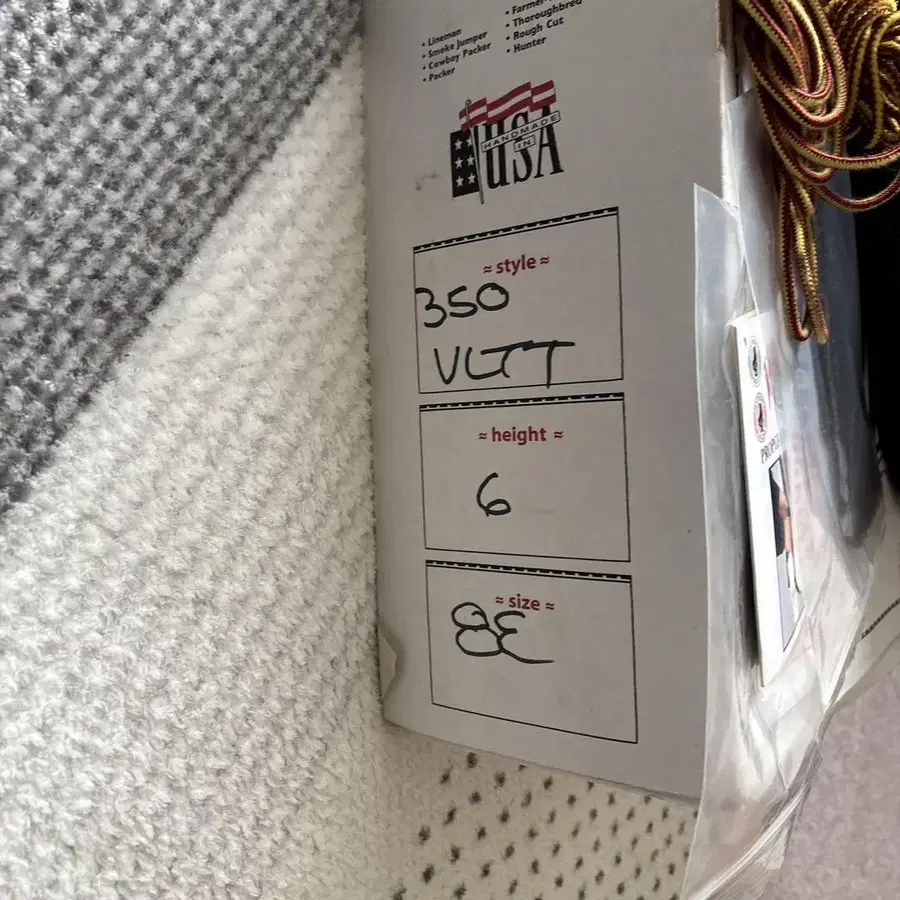 • Lineman
• Smoke Jumper
• Cowboy Packer
• Packer
• Thoroughbred
• Rough Cut
• Hunter
HANDMADE
IN
USA
≈ style ≈
350
VLTT
≈ height ≈
6
≈ size ≈
8E